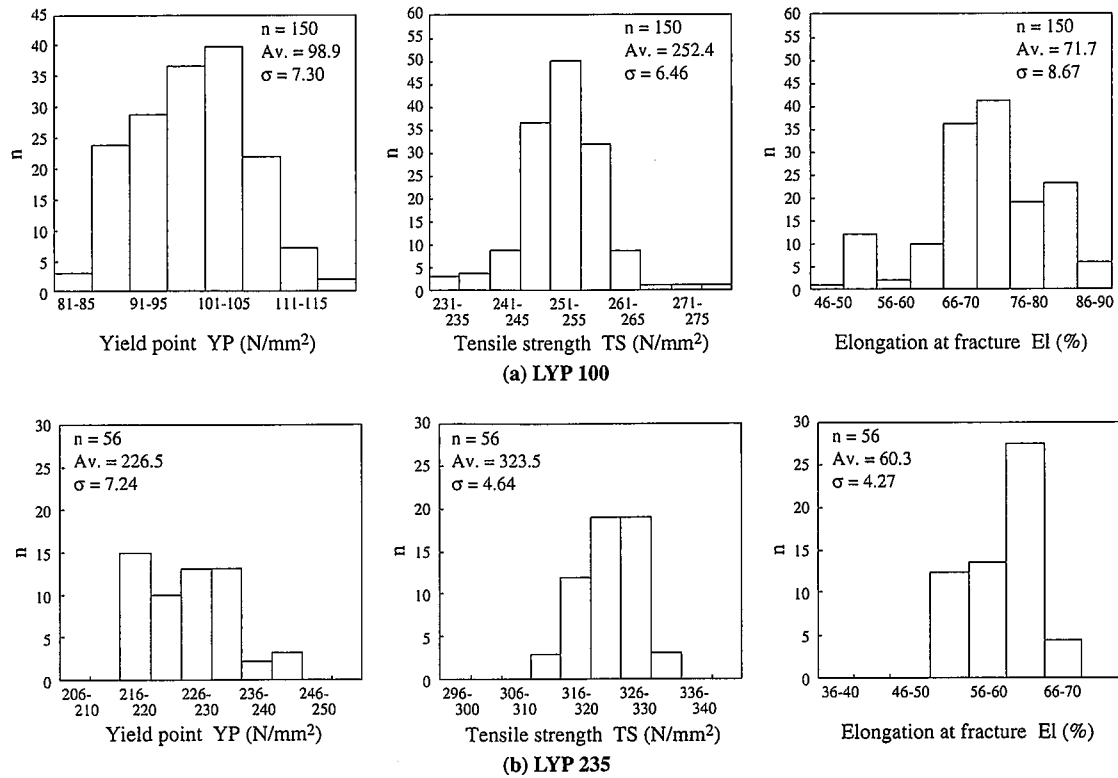 n = 150
Av. = 98.9
σ = 7.30
45
40
35
30
25
20
15
10
5
0
n
81-85 91-95 101-105 111-115
Yield point YP (N/mm²)
n = 150
Av. = 252.4
σ = 6.46
60
55
50
45
40
35
30
25
20
15
10
5
0
n
231- 241- 251- 261- 271-
235 245 255 265 275
Tensile strength TS (N/mm²)
n = 150
Av. = 71.7
σ = 8.67
60
50
45
40
35
30
25
20
15
10
5
0
n
46-50 56-60 66-70 76-80 86-90
Elongation at fracture El (%)
(a) LYP 100
n = 56
Av. = 226.5
σ = 7.24
30
25
20
15
10
5
0
n
206- 216- 226- 236- 246-
210 220 230 240 250
Yield point YP (N/mm²)
n = 56
Av. = 323.5
σ = 4.64
30
25
20
15
10
5
0
n
296- 306- 316- 326- 336-
300 310 320 330 340
Tensile strength TS (N/mm²)
n = 56
Av. = 60.3
σ = 4.27
30
25
20
15
10
5
0
n
36-40 46-50 56-60 66-70
Elongation at fracture El (%)
(b) LYP 235